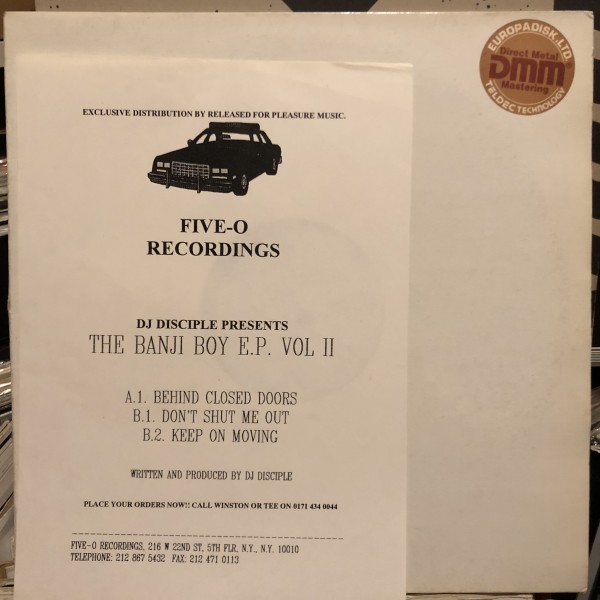 EUROPADISK, LTD.
Direct Metal
DMM
Mastering
TELDEC TECHNOLOGY
EXCLUSIVE DISTRIBUTION BY RELEASED FOR PLEASURE MUSIC.
FIVE-O
RECORDINGS
DJ DISCIPLE PRESENTS
THE BANJI BOY E.P. VOL II
A.1. BEHIND CLOSED DOORS
B.1. DON'T SHUT ME OUT
B.2. KEEP ON MOVING
WRITTEN AND PRODUCED BY DJ DISCIPLE
PLACE YOUR ORDERS NOW!! CALL WINSTON OR TEE ON 0171 434 0044
FIVE-O RECORDINGS, 216 W 22ND ST, 5TH FLR, N.Y., N.Y. 10010
TELEPHONE: 212 867 5432 FAX: 212 471 0113